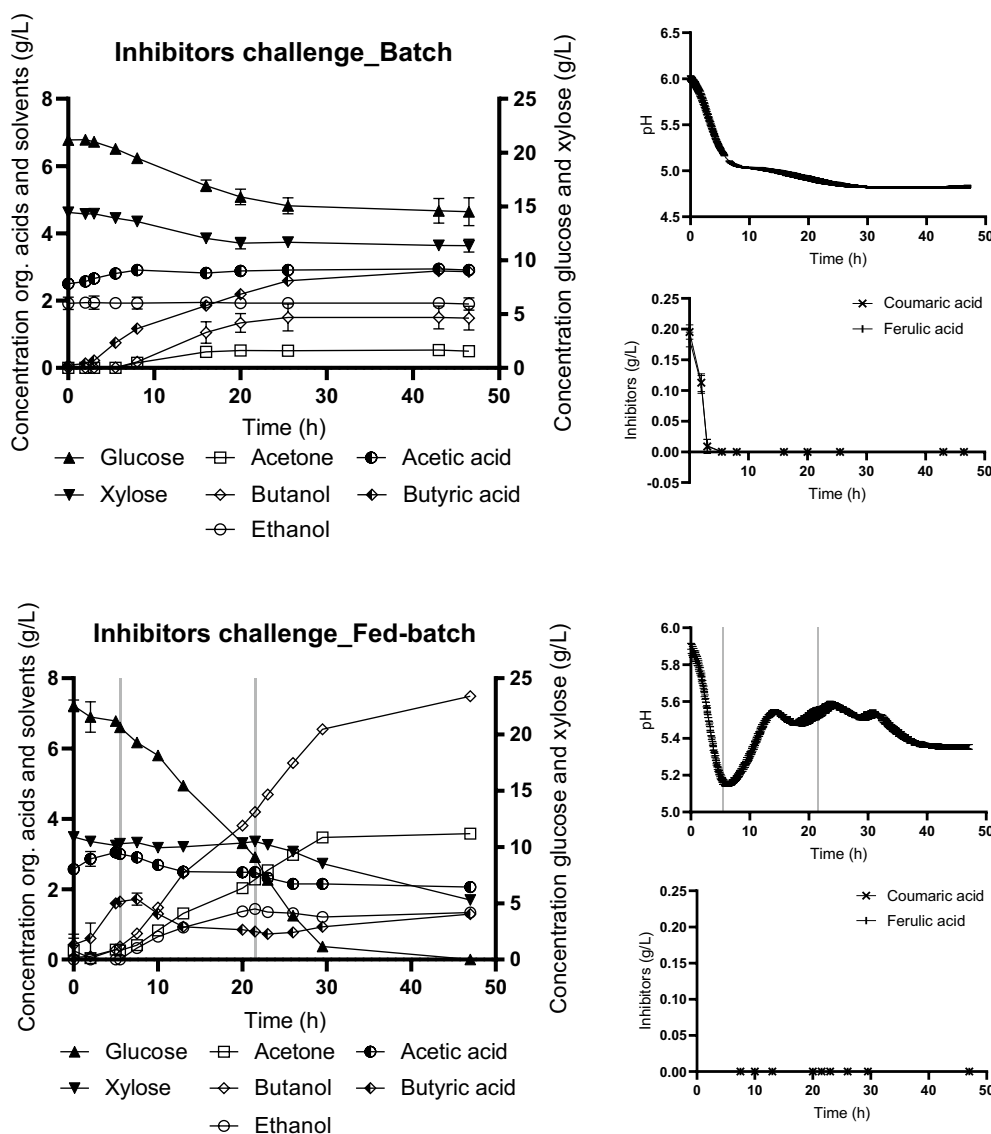 Inhibitors challenge_Batch
Concentration org. acids and solvents (g/L)
8
6
4
2
0
Concentration glucose and xylose (g/L)
25
20
15
10
5
0
0 10 20 30 40 50
Time (h)
Glucose Acetone Acetic acid
Xylose Butanol Butyric acid
Ethanol
pH
6.5
6.0
5.5
5.0
4.5
0 10 20 30 40 50
Time (h)
Inhibitors (g/L)
0.25
0.20
0.15
0.10
0.05
0.00
-0.05
10 20 30 40 50
Time (h)
Coumaric acid
Ferulic acid
Inhibitors challenge_Fed-batch
Concentration org. acids and solvents (g/L)
8
6
4
2
0
Concentration glucose and xylose (g/L)
25
20
15
10
5
0
0 10 20 30 40 50
Time (h)
Glucose Acetone Acetic acid
Xylose Butanol Butyric acid
Ethanol
pH
6.0
5.8
5.6
5.4
5.2
5.0
0 10 20 30 40 50
Time (h)
Inhibitors (g/L)
0.25
0.20
0.15
0.10
0.05
0.00
0 10 20 30 40 50
Time (h)
Coumaric acid
Ferulic acid